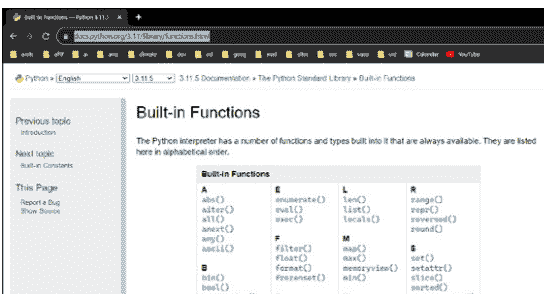 Built-in Functions — Python 3.11.
docs.python.org/3.11/library/functions.html
Calendar YouTube
Python » English 3.11.5 3.11.5 Documentation » The Python Standard Library » Built-in Functions
Previous topic
Introduction
Next topic
Built-in Constants
This Page
Report a Bug
Show Source
Built-in Functions
The Python interpreter has a number of functions and types built into it that are always available. They are listed
here in alphabetical order.
Built-in Functions
A
abs()
aiter()
all()
anext()
any()
ascii()
B
bin()
bool()
E
enumerate()
eval()
exec()
F
filter()
float()
format()
frozenset()
L
len()
list()
locals()
M
map()
max()
memoryview()
min()
R
range()
repr()
reversed()
round()
S
set()
setattr()
slice()
sorted()